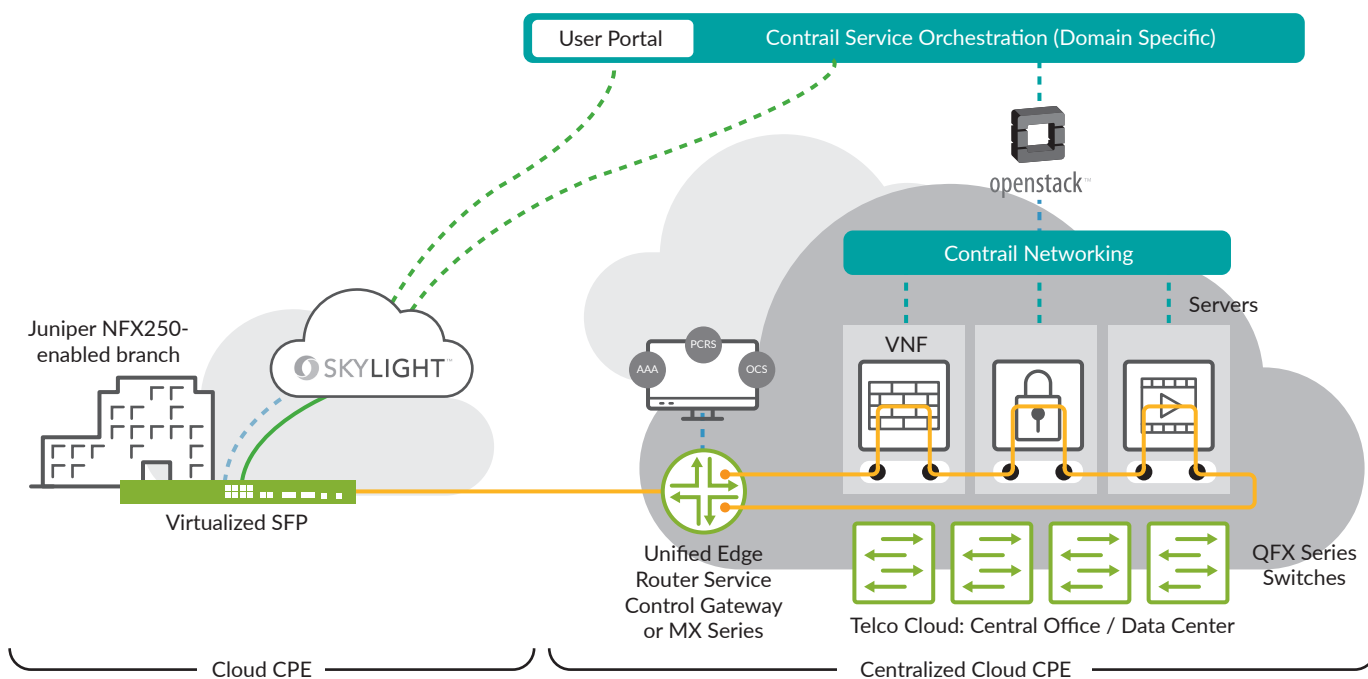 User Portal
Contrail Service Orchestration (Domain Specific)
openstack™
Contrail Networking
Servers
Juniper NFX250-
enabled branch
SKYLIGHT™
PCRS
AAA
OCS
VNF
Virtualized SFP
Unified Edge
Router Service
Control Gateway
or MX Series
QFX Series
Switches
Telco Cloud: Central Office / Data Center
Cloud CPE
Centralized Cloud CPE